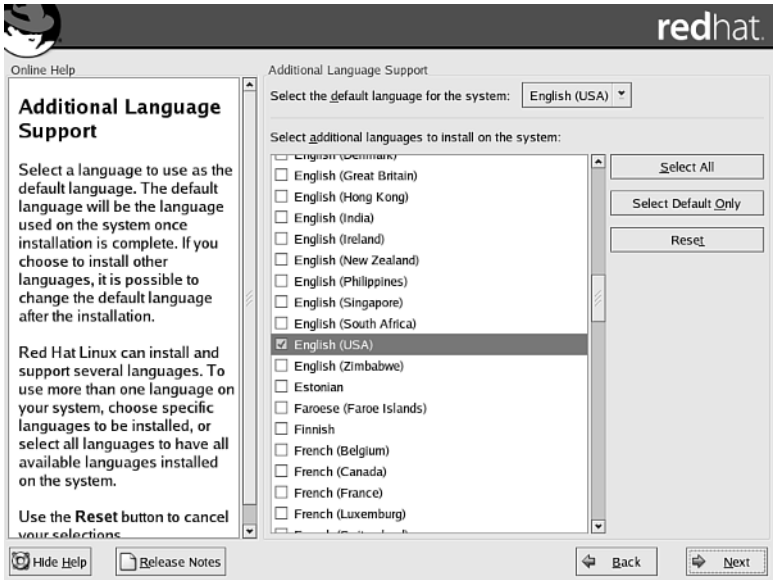 redhat.
Online Help
Additional Language
Support
Select a language to use as the
default language. The default
language will be the language
used on the system once
installation is complete. If you
choose to install other
languages, it is possible to
change the default language
after the installation.
Red Hat Linux can install and
support several languages. To
use more than one language on
your system, choose specific
languages to be installed, or
select all languages to have all
available languages installed
on the system.
Use the Reset button to cancel
your selections.
Additional Language Support
Select the default language for the system: English (USA)
Select additional languages to install on the system:
English (Denmark)
English (Great Britain)
English (Hong Kong)
English (India)
English (Ireland)
English (New Zealand)
English (Philippines)
English (Singapore)
English (South Africa)
English (USA)
English (Zimbabwe)
Estonian
Faroese (Faroe Islands)
Finnish
French (Belgium)
French (Canada)
French (France)
French (Luxemburg)
French (Switzerland)
Select All
Select Default Only
Reset
Hide Help
Release Notes
Back
Next